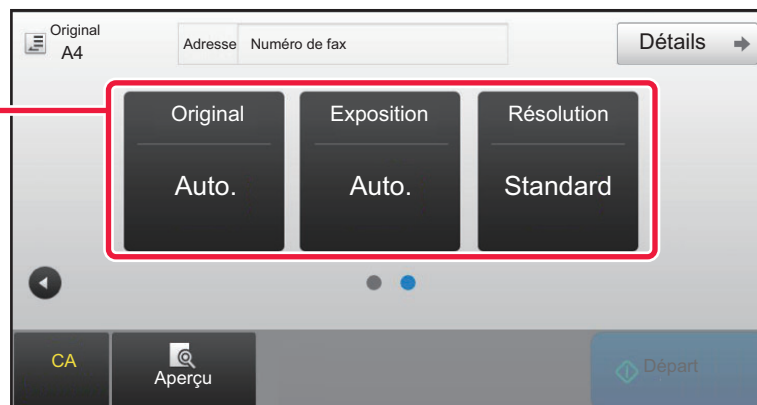 Original
A4
Adresse Numéro de fax
Détails
Original Exposition Résolution
Auto. Auto. Standard
CA
Aperçu
Départ